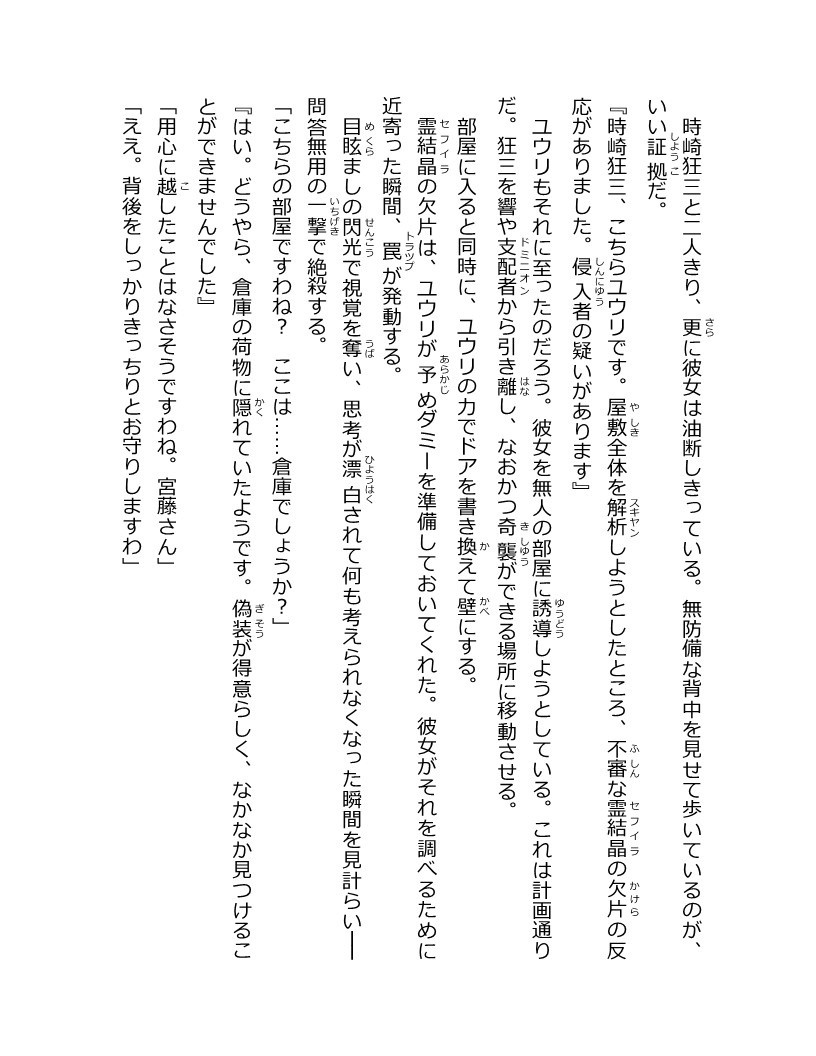 時崎狂三と二人きり、更に彼女は油断しきっている。無防備な背中を見せて歩いているのが、
いい証拠だ。
『時崎狂三、こちらユウリです。屋敷全体を解析しようとしたところ、不審な霊結晶の欠片の反
応がありました。侵入者の疑いがあります』
ユウリもそれに至ったのだろう。彼女を無人の部屋に誘導しようとしている。これは計画通り
だ。狂三を響や支配者から引き離し、なおかつ奇襲ができる場所に移動させる。
部屋に入ると同時に、ユウリの力でドアを書き換えて壁にする。
霊結晶の欠片は、ユウリが予めダミーを準備しておいてくれた。彼女がそれを調べるために
近寄った瞬間、罠が発動する。
目眩ましの閃光で視覚を奪い、思考が漂白されて何も考えられなくなった瞬間を見計らい──
問答無用の一撃で絶殺する。
「こちらの部屋ですわね？　ここは……倉庫でしょうか？」
『はい。どうやら、倉庫の荷物に隠れていたようです。偽装が得意らしく、なかなか見つけるこ
とができませんでした』
「用心に越したことはなさそうですわね。宮藤さん」
「ええ。背後をしっかりきっちりとお守りしますわ」